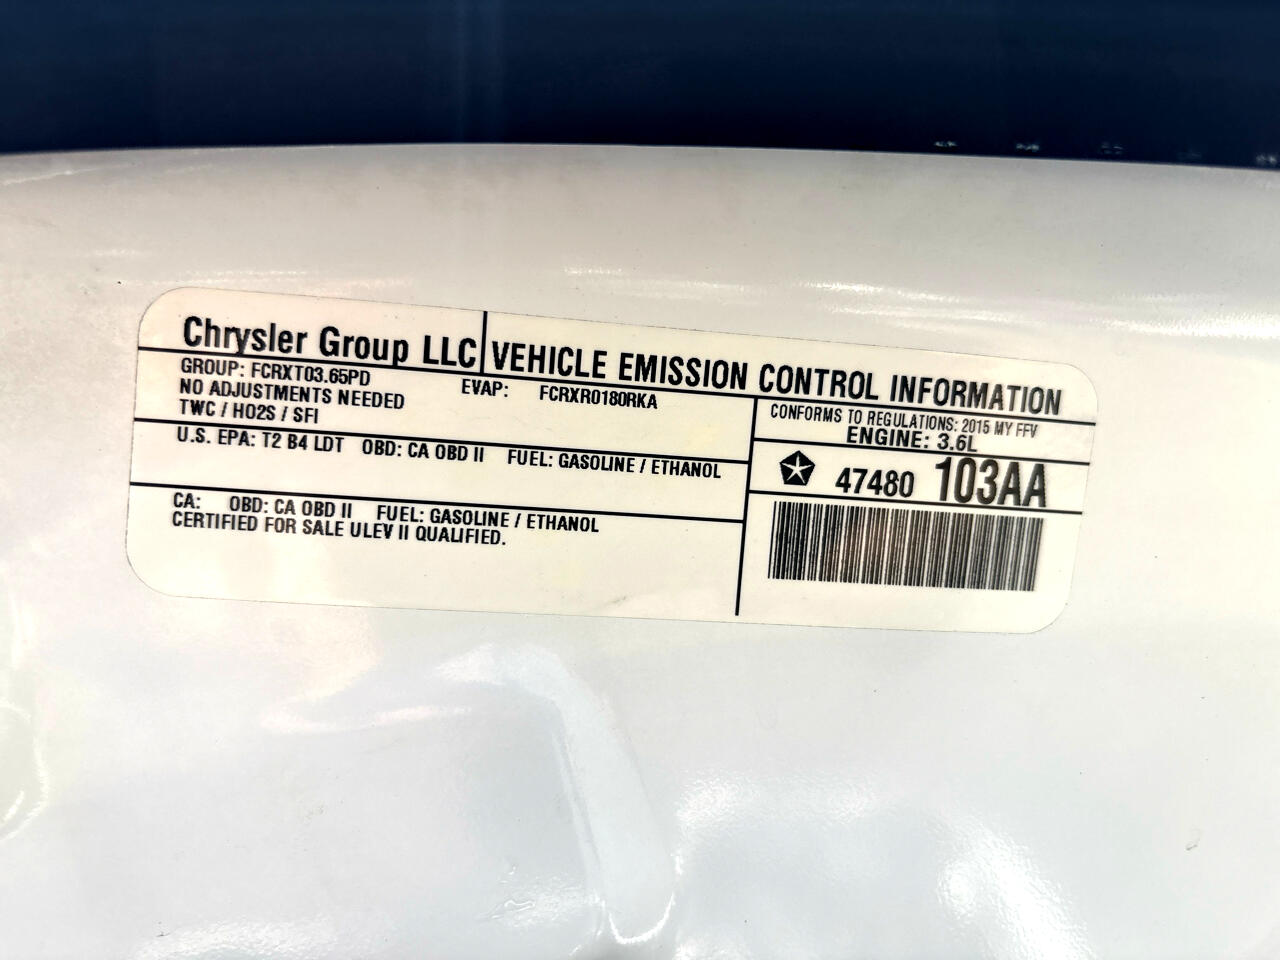 Chrysler Group LLC VEHICLE EMISSION CONTROL INFORMATION
GROUP: FCRXT03.65PD EVAP: FCRXR0180RKA
NO ADJUSTMENTS NEEDED
TWC / HO2S / SFI
CONFORMS TO REGULATIONS: 2015 MY FFV
ENGINE: 3.6L
U.S. EPA: T2 B4 LDT OBD: CA OBD II FUEL: GASOLINE / ETHANOL
47480 103AA
CA: OBD: CA OBD II FUEL: GASOLINE / ETHANOL
CERTIFIED FOR SALE ULEV II QUALIFIED.